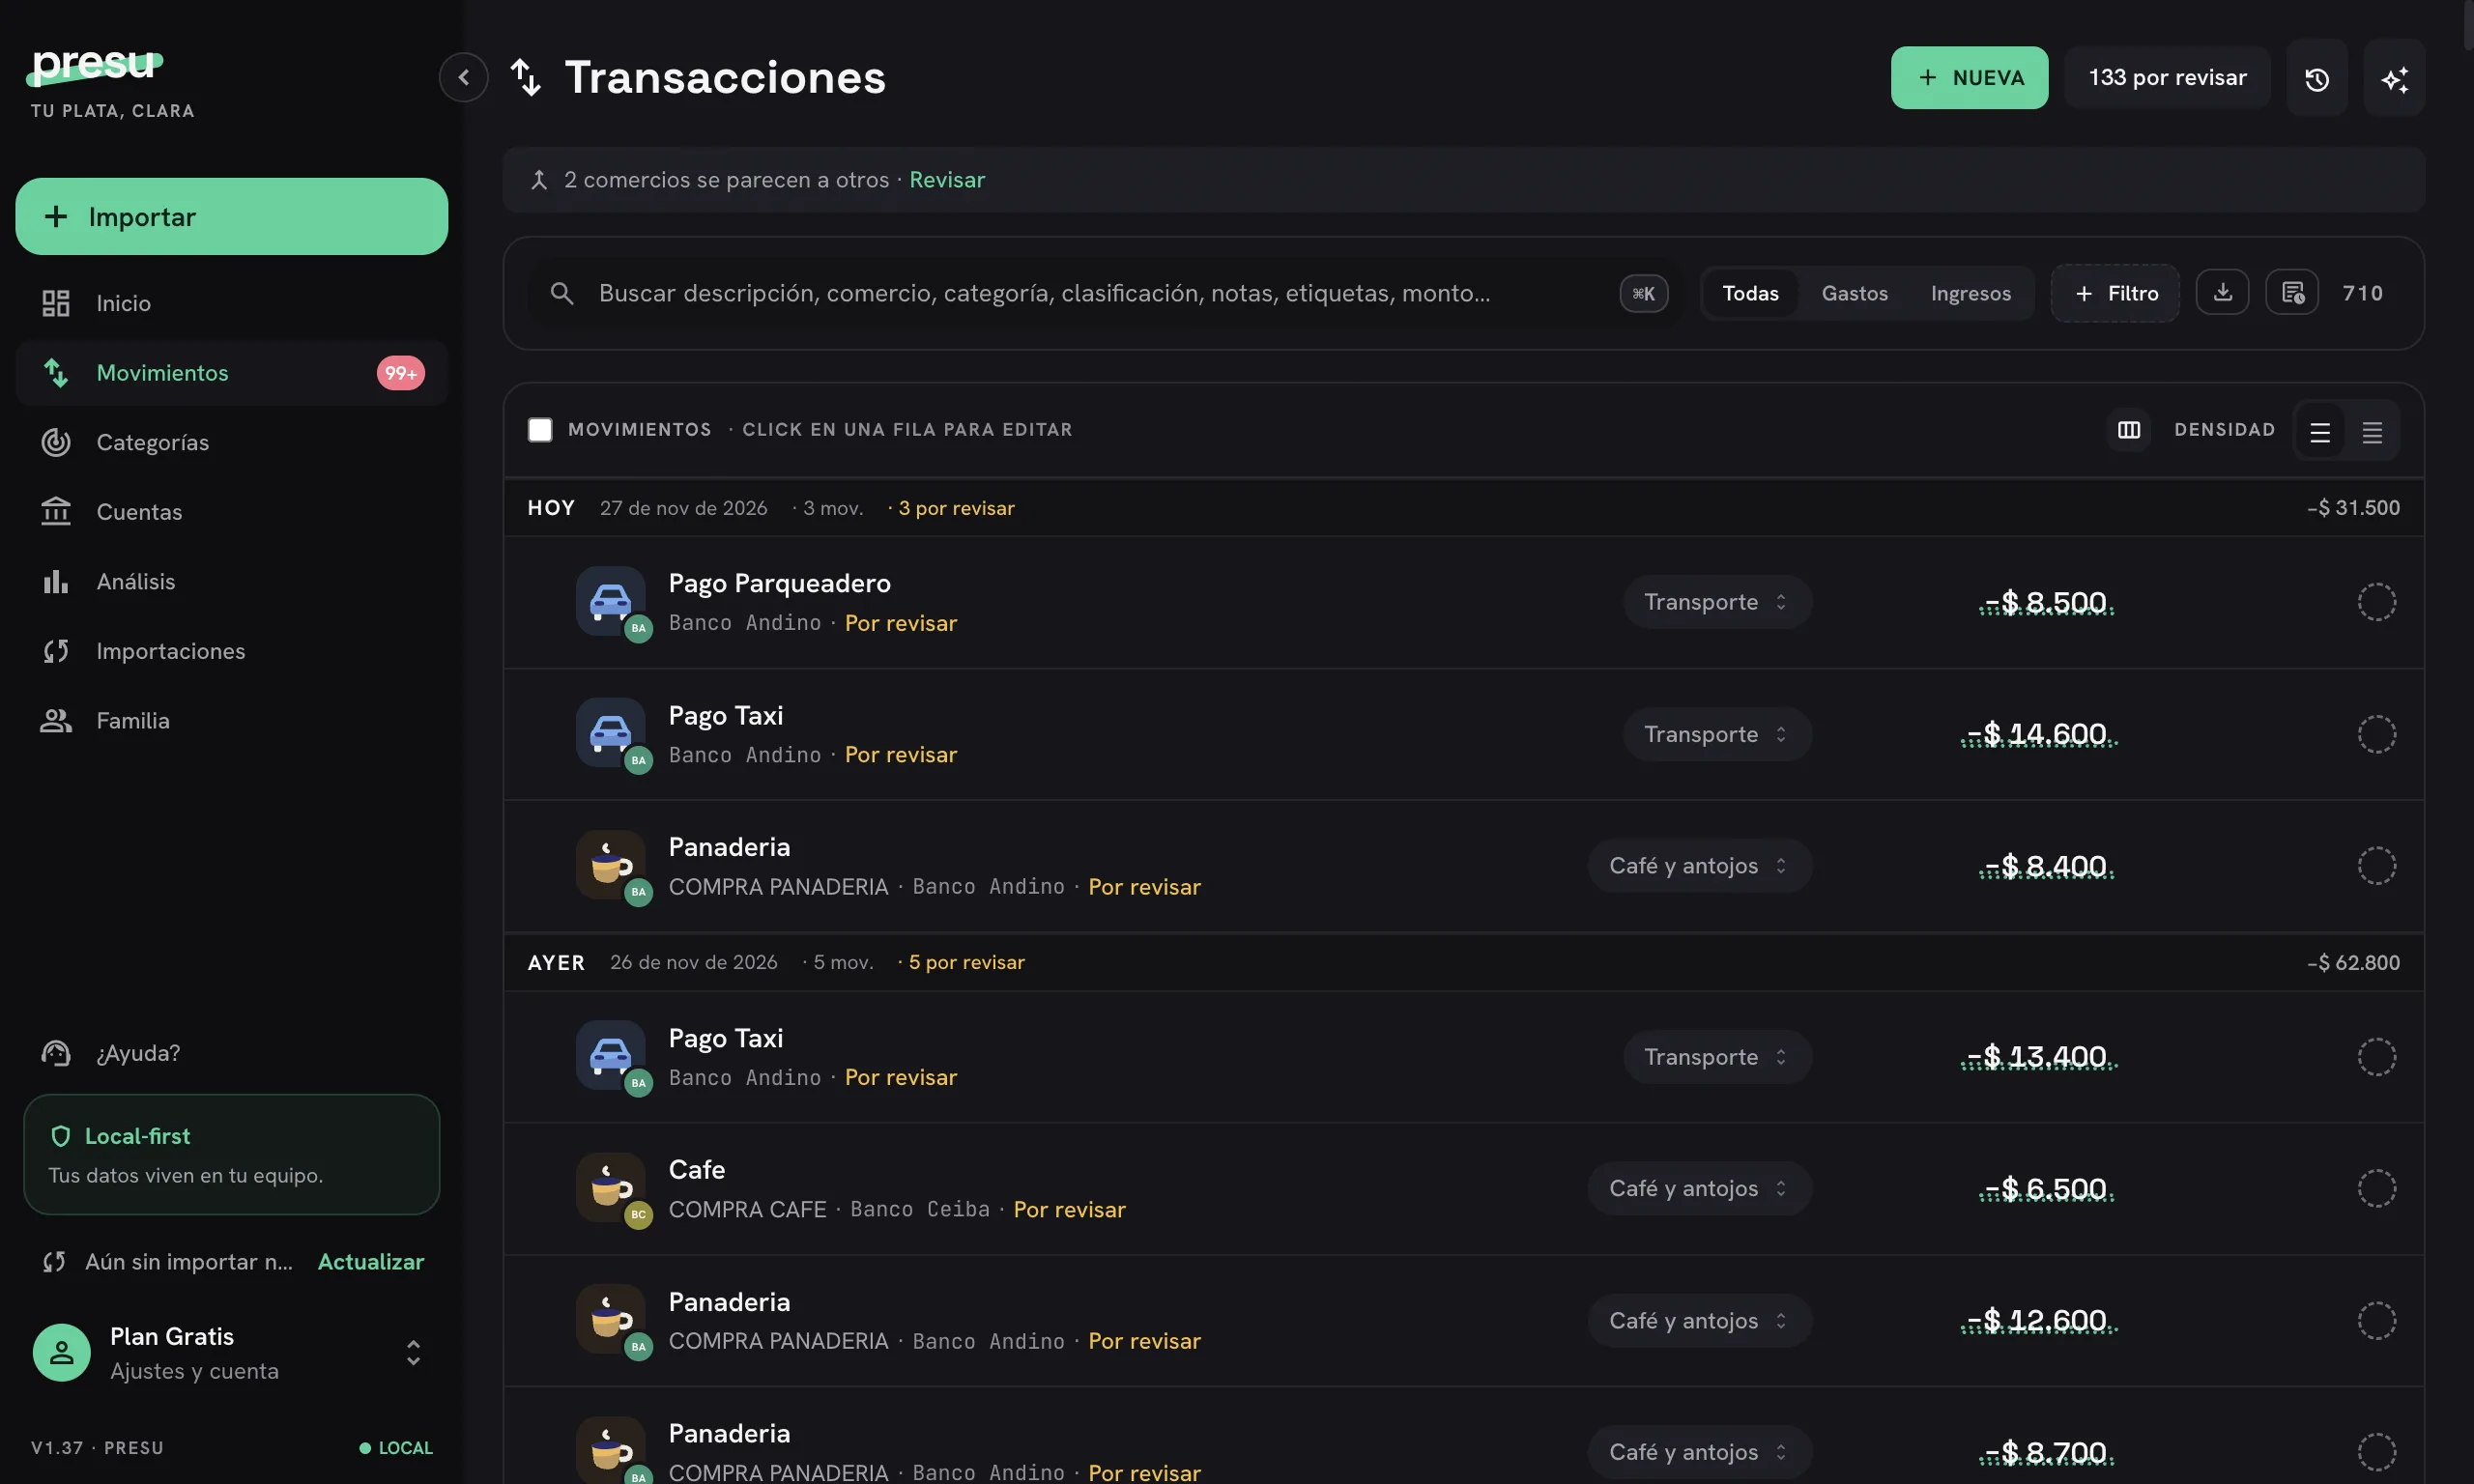 presu
TU PLATA, CLARA
Importar
Inicio
Movimientos 99+
Categorías
Cuentas
Análisis
Importaciones
Familia
¿Ayuda?
Local-first
Tus datos viven en tu equipo.
Aún sin importar n... Actualizar
Plan Gratis
Ajustes y cuenta
V1.37 · PRESU LOCAL
Transacciones
+ NUEVA 133 por revisar
2 comercios se parecen a otros · Revisar
Buscar descripción, comercio, categoría, clasificación, notas, etiquetas, monto... ⌘K Todas Gastos Ingresos + Filtro 710
MOVIMIENTOS · CLICK EN UNA FILA PARA EDITAR DENSIDAD
HOY 27 de nov de 2026 · 3 mov. · 3 por revisar −$ 31.500
Pago Parqueadero
BA Banco Andino · Por revisar Transporte −$ 8.500
Pago Taxi
BA Banco Andino · Por revisar Transporte −$ 14.600
Panaderia
BA COMPRA PANADERIA · Banco Andino · Por revisar Café y antojos −$ 8.400
AYER 26 de nov de 2026 · 5 mov. · 5 por revisar −$ 62.800
Pago Taxi
BA Banco Andino · Por revisar Transporte −$ 13.400
Cafe
BC COMPRA CAFE · Banco Ceiba · Por revisar Café y antojos −$ 6.500
Panaderia
BA COMPRA PANADERIA · Banco Andino · Por revisar Café y antojos −$ 12.600
Panaderia
BA COMPRA PANADERIA · Banco Andino · Por revisar Café y antojos −$ 8.700